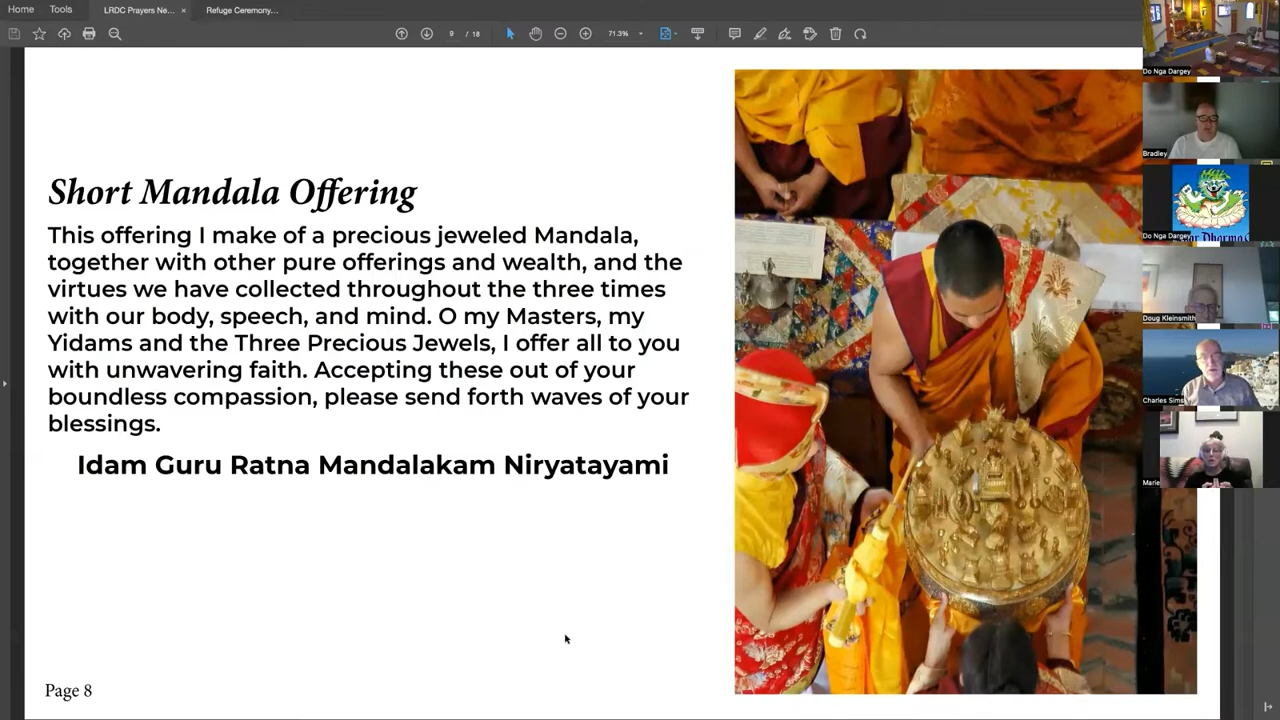 Home Tools LRDC Prayers Ne... × Refuge Ceremony...
9 / 18 71.3%
Short Mandala Offering
This offering I make of a precious jeweled Mandala,
together with other pure offerings and wealth, and the
virtues we have collected throughout the three times
with our body, speech, and mind. O my Masters, my
Yidams and the Three Precious Jewels, I offer all to you
with unwavering faith. Accepting these out of your
boundless compassion, please send forth waves of your
blessings.
Idam Guru Ratna Mandalakam Niryatayami
Page 8
Do Nga Dargey
Bradley
Do Nga Dargey
Doug Kleinsmith
Charles Sims
Marie